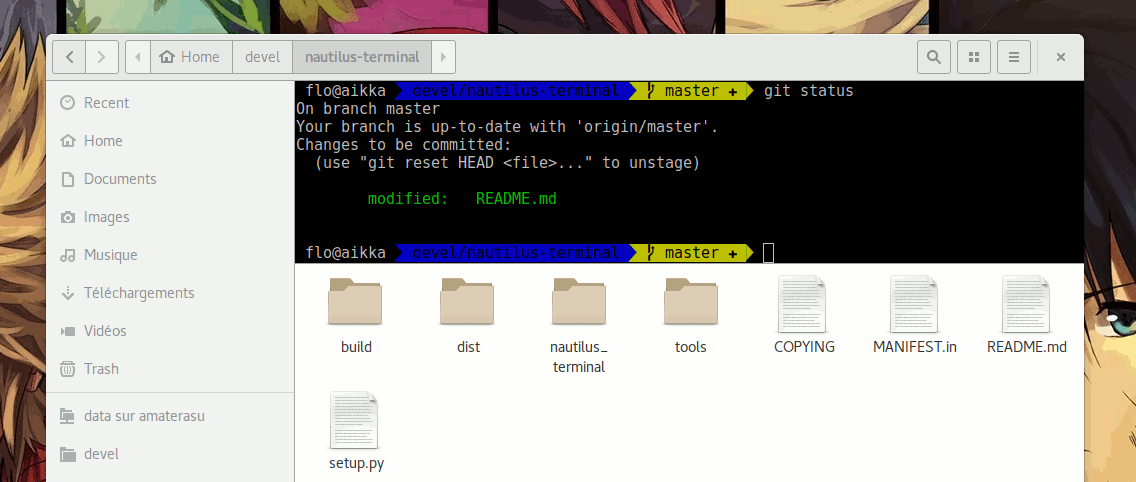 Home devel nautilus-terminal
Recent
Home
Documents
Images
Musique
Téléchargements
Vidéos
Trash
data sur amaterasu
devel
flo@aikka devel/nautilus-terminal master + git status
On branch master
Your branch is up-to-date with 'origin/master'.
Changes to be committed:
(use "git reset HEAD <file>..." to unstage)
modified: README.md
flo@aikka devel/nautilus-terminal master +
build dist nautilus_ tools COPYING MANIFEST.in README.md
terminal
setup.py